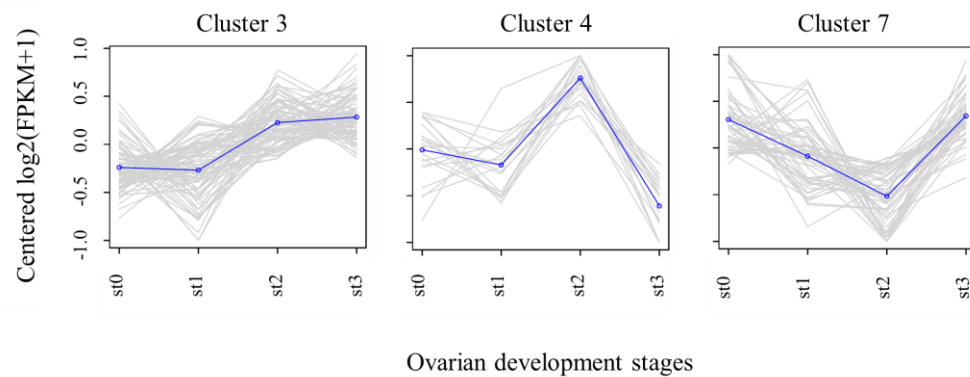 Cluster 3
Cluster 4
Cluster 7
Centered log2(FPKM+1)
1.0
0.5
0.0
-0.5
-1.0
st0 st1 st2 st3
st0 st1 st2 st3
st0 st1 st2 st3
Ovarian development stages